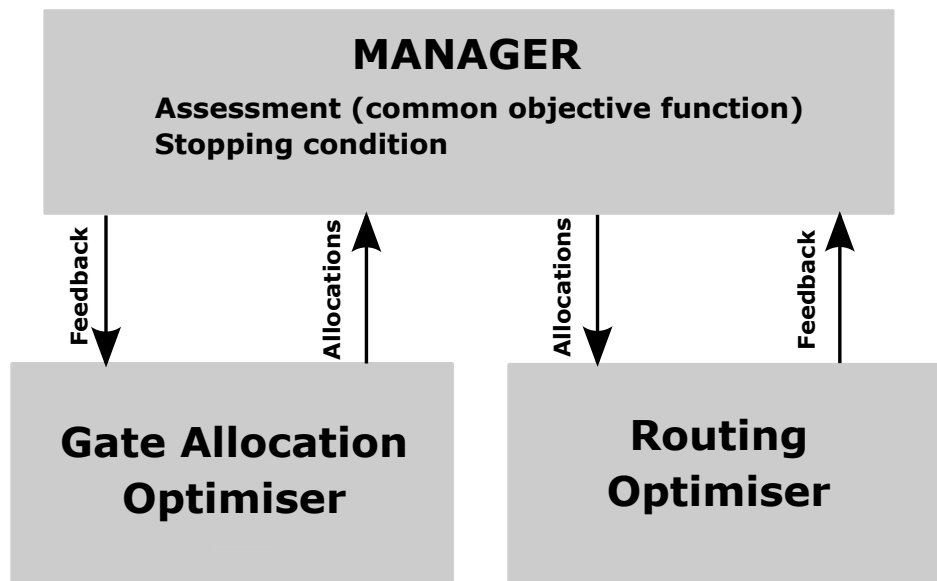 MANAGER
Assessment (common objective function)
Stopping condition
Feedback
Allocations
Allocations
Feedback
Gate Allocation
Optimiser
Routing
Optimiser